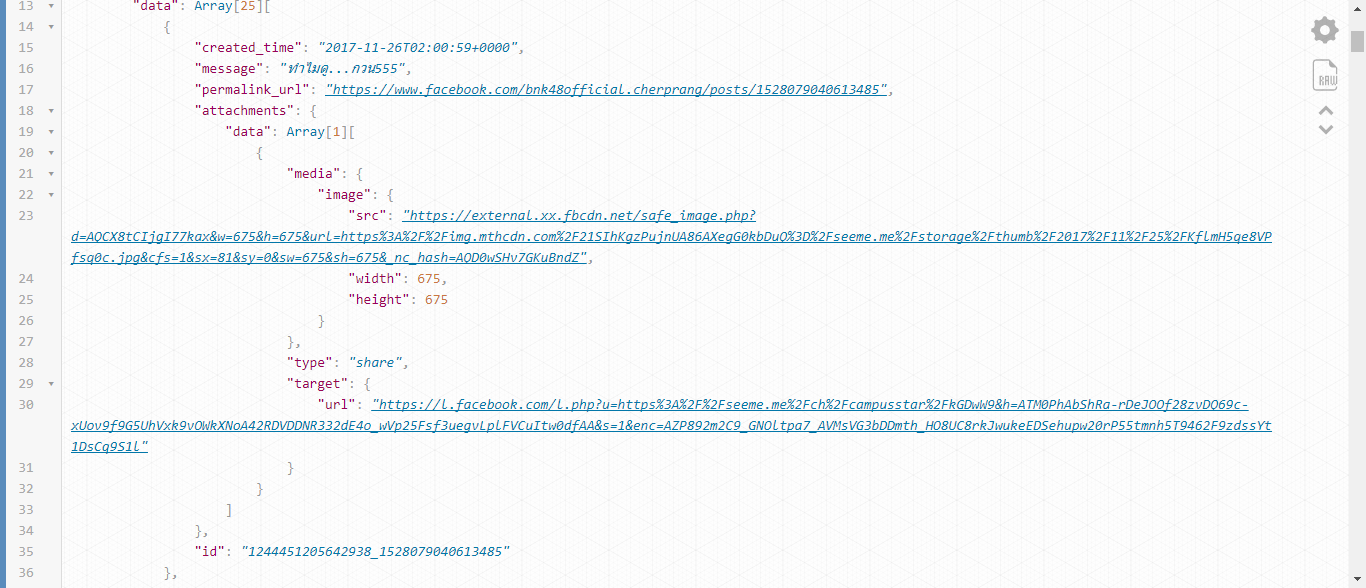 13 "data": Array[25][
14 {
15 "created_time": "2017-11-26T02:00:59+0000",
16 "message": "ทำไมดู...กวน555",
17 "permalink_url": "https://www.facebook.com/bnk48official.cherprang/posts/1528079040613485",
18 "attachments": {
19 "data": Array[1][
20 {
21 "media": {
22 "image": {
23 "src": "https://external.xx.fbcdn.net/safe_image.php?
d=AQCX8tCIjgI77kax&w=675&h=675&url=https%3A%2F%2Fimg.mthcdn.com%2F21SIhKgzPujnUA86AXegG0kbDuQ%3D%2Fseeme.me%2Fstorage%2Fthumb%2F2017%2F11%2F25%2FKflmH5qe8VP
fsq0c.jpg&cfs=1&sx=81&sy=0&sw=675&sh=675&_nc_hash=AQD0wSHv7GKuBndZ",
24 "width": 675,
25 "height": 675
26 }
27 },
28 "type": "share",
29 "target": {
30 "url": "https://l.facebook.com/l.php?u=https%3A%2F%2Fseeme.me%2Fch%2Fcampusstar%2FkGDwW9&h=ATM0PhAbShRa-rDeJOOf28zvDQ69c-
xUov9f9G5UhVxk9vOWkXNoA42RDVDDNR332dE4o_wVp25Fsf3uegvLplFVCuItw0dfAA&s=1&enc=AZP892m2C9_GNOltpa7_AVMsVG3bDDmth_HO8UC8rkJwukeEDSehupw20rP55tmnh5T9462F9zdssYt
1DsCq9S1l"
31 }
32 }
33 ]
34 },
35 "id": "1244451205642938_1528079040613485"
36 },
RAW